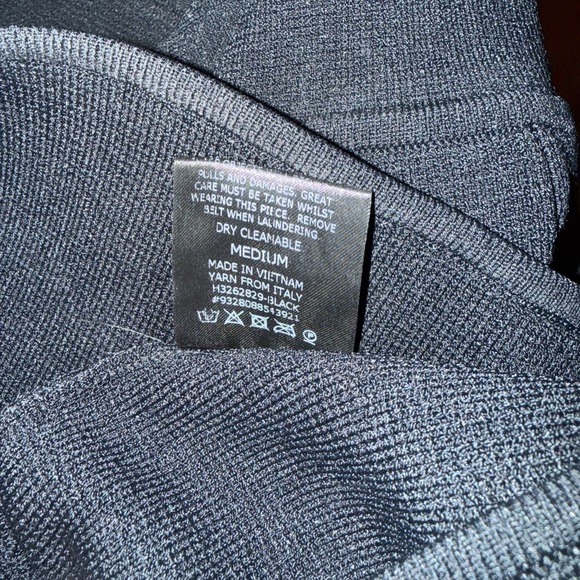 PULLS AND DAMAGES. GREAT
CARE MUST BE TAKEN WHILST
WEARING THIS PIECE. REMOVE
BELT WHEN LAUNDERING
DRY CLEANABLE
MEDIUM
MADE IN VIETNAM
YARN FROM ITALY
H3262829-BLACK
#9328088543921
P